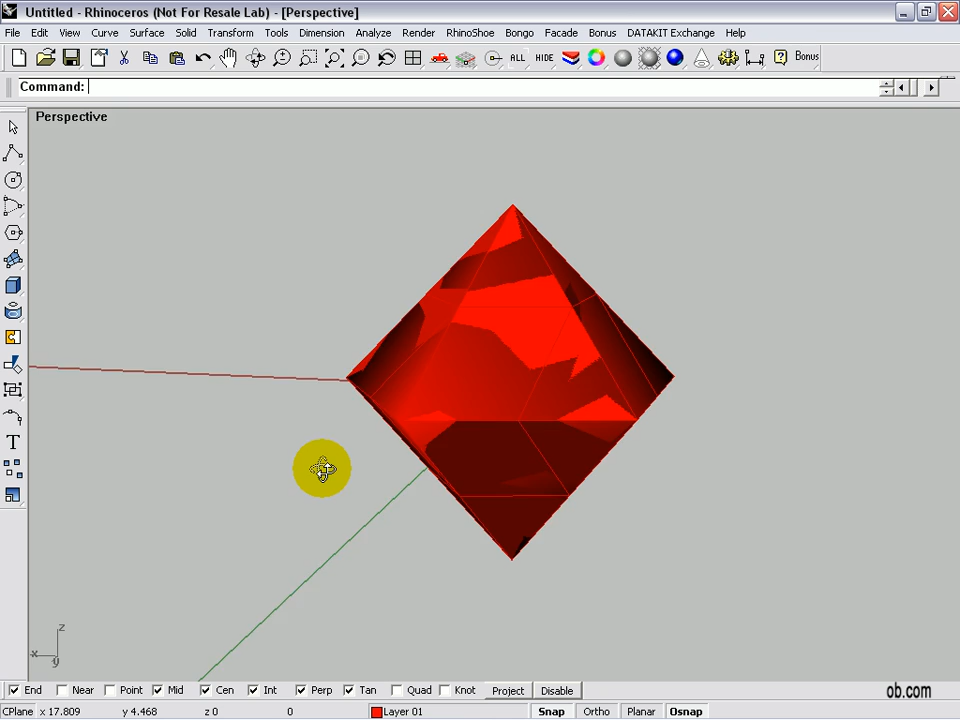 Untitled - Rhinoceros (Not For Resale Lab) - [Perspective]
File Edit View Curve Surface Solid Transform Tools Dimension Analyze Render RhinoShoe Bongo Facade Bonus DATAKIT Exchange Help
ALL HIDE Bonus
Command:
Perspective
T
z
x
y
End Near Point Mid Cen Int Perp Tan Quad Knot Project Disable
ob.com
CPlane x 17.809 y 4.468 z 0 0 Layer 01 Snap Ortho Planar Osnap